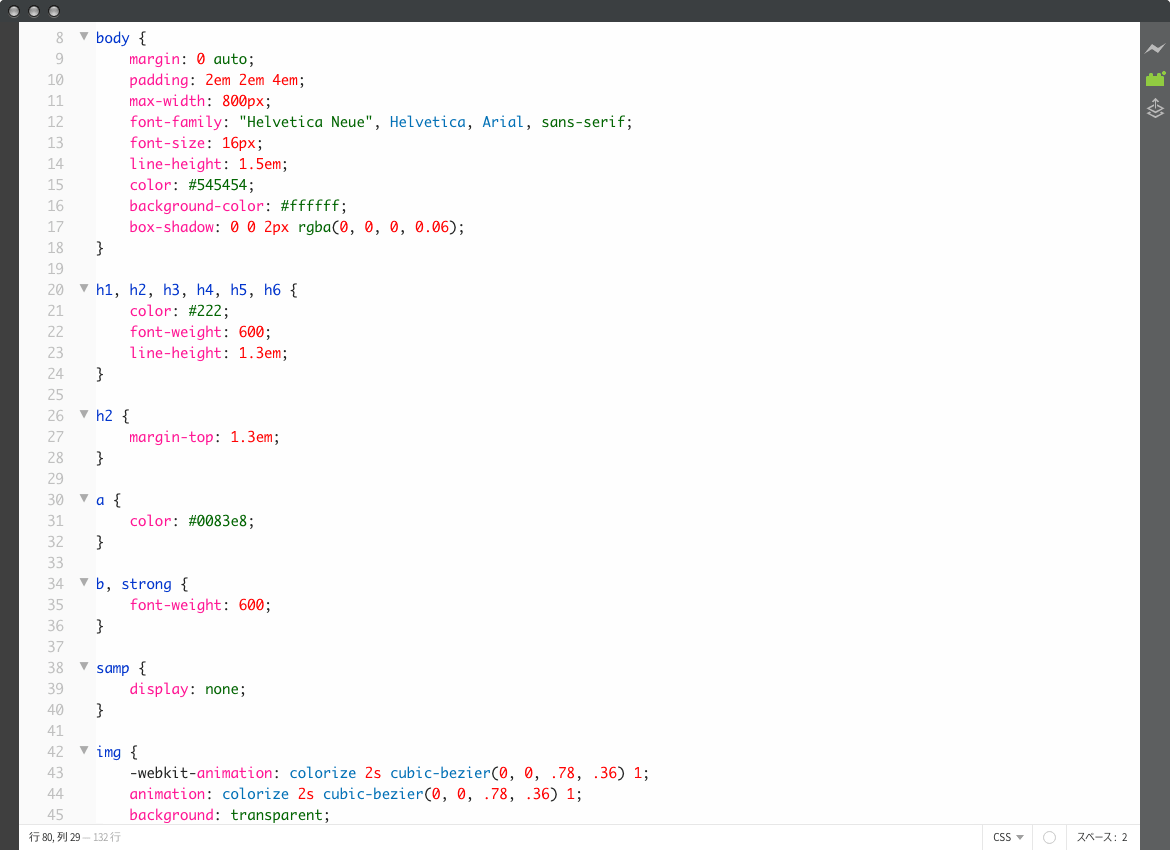 8 body {
9 margin: 0 auto;
10 padding: 2em 2em 4em;
11 max-width: 800px;
12 font-family: "Helvetica Neue", Helvetica, Arial, sans-serif;
13 font-size: 16px;
14 line-height: 1.5em;
15 color: #545454;
16 background-color: #ffffff;
17 box-shadow: 0 0 2px rgba(0, 0, 0, 0.06);
18 }
19
20 h1, h2, h3, h4, h5, h6 {
21 color: #222;
22 font-weight: 600;
23 line-height: 1.3em;
24 }
25
26 h2 {
27 margin-top: 1.3em;
28 }
29
30 a {
31 color: #0083e8;
32 }
33
34 b, strong {
35 font-weight: 600;
36 }
37
38 samp {
39 display: none;
40 }
41
42 img {
43 -webkit-animation: colorize 2s cubic-bezier(0, 0, .78, .36) 1;
44 animation: colorize 2s cubic-bezier(0, 0, .78, .36) 1;
45 background: transparent;
行 80, 列 29 — 132 行 CSS スペース: 2